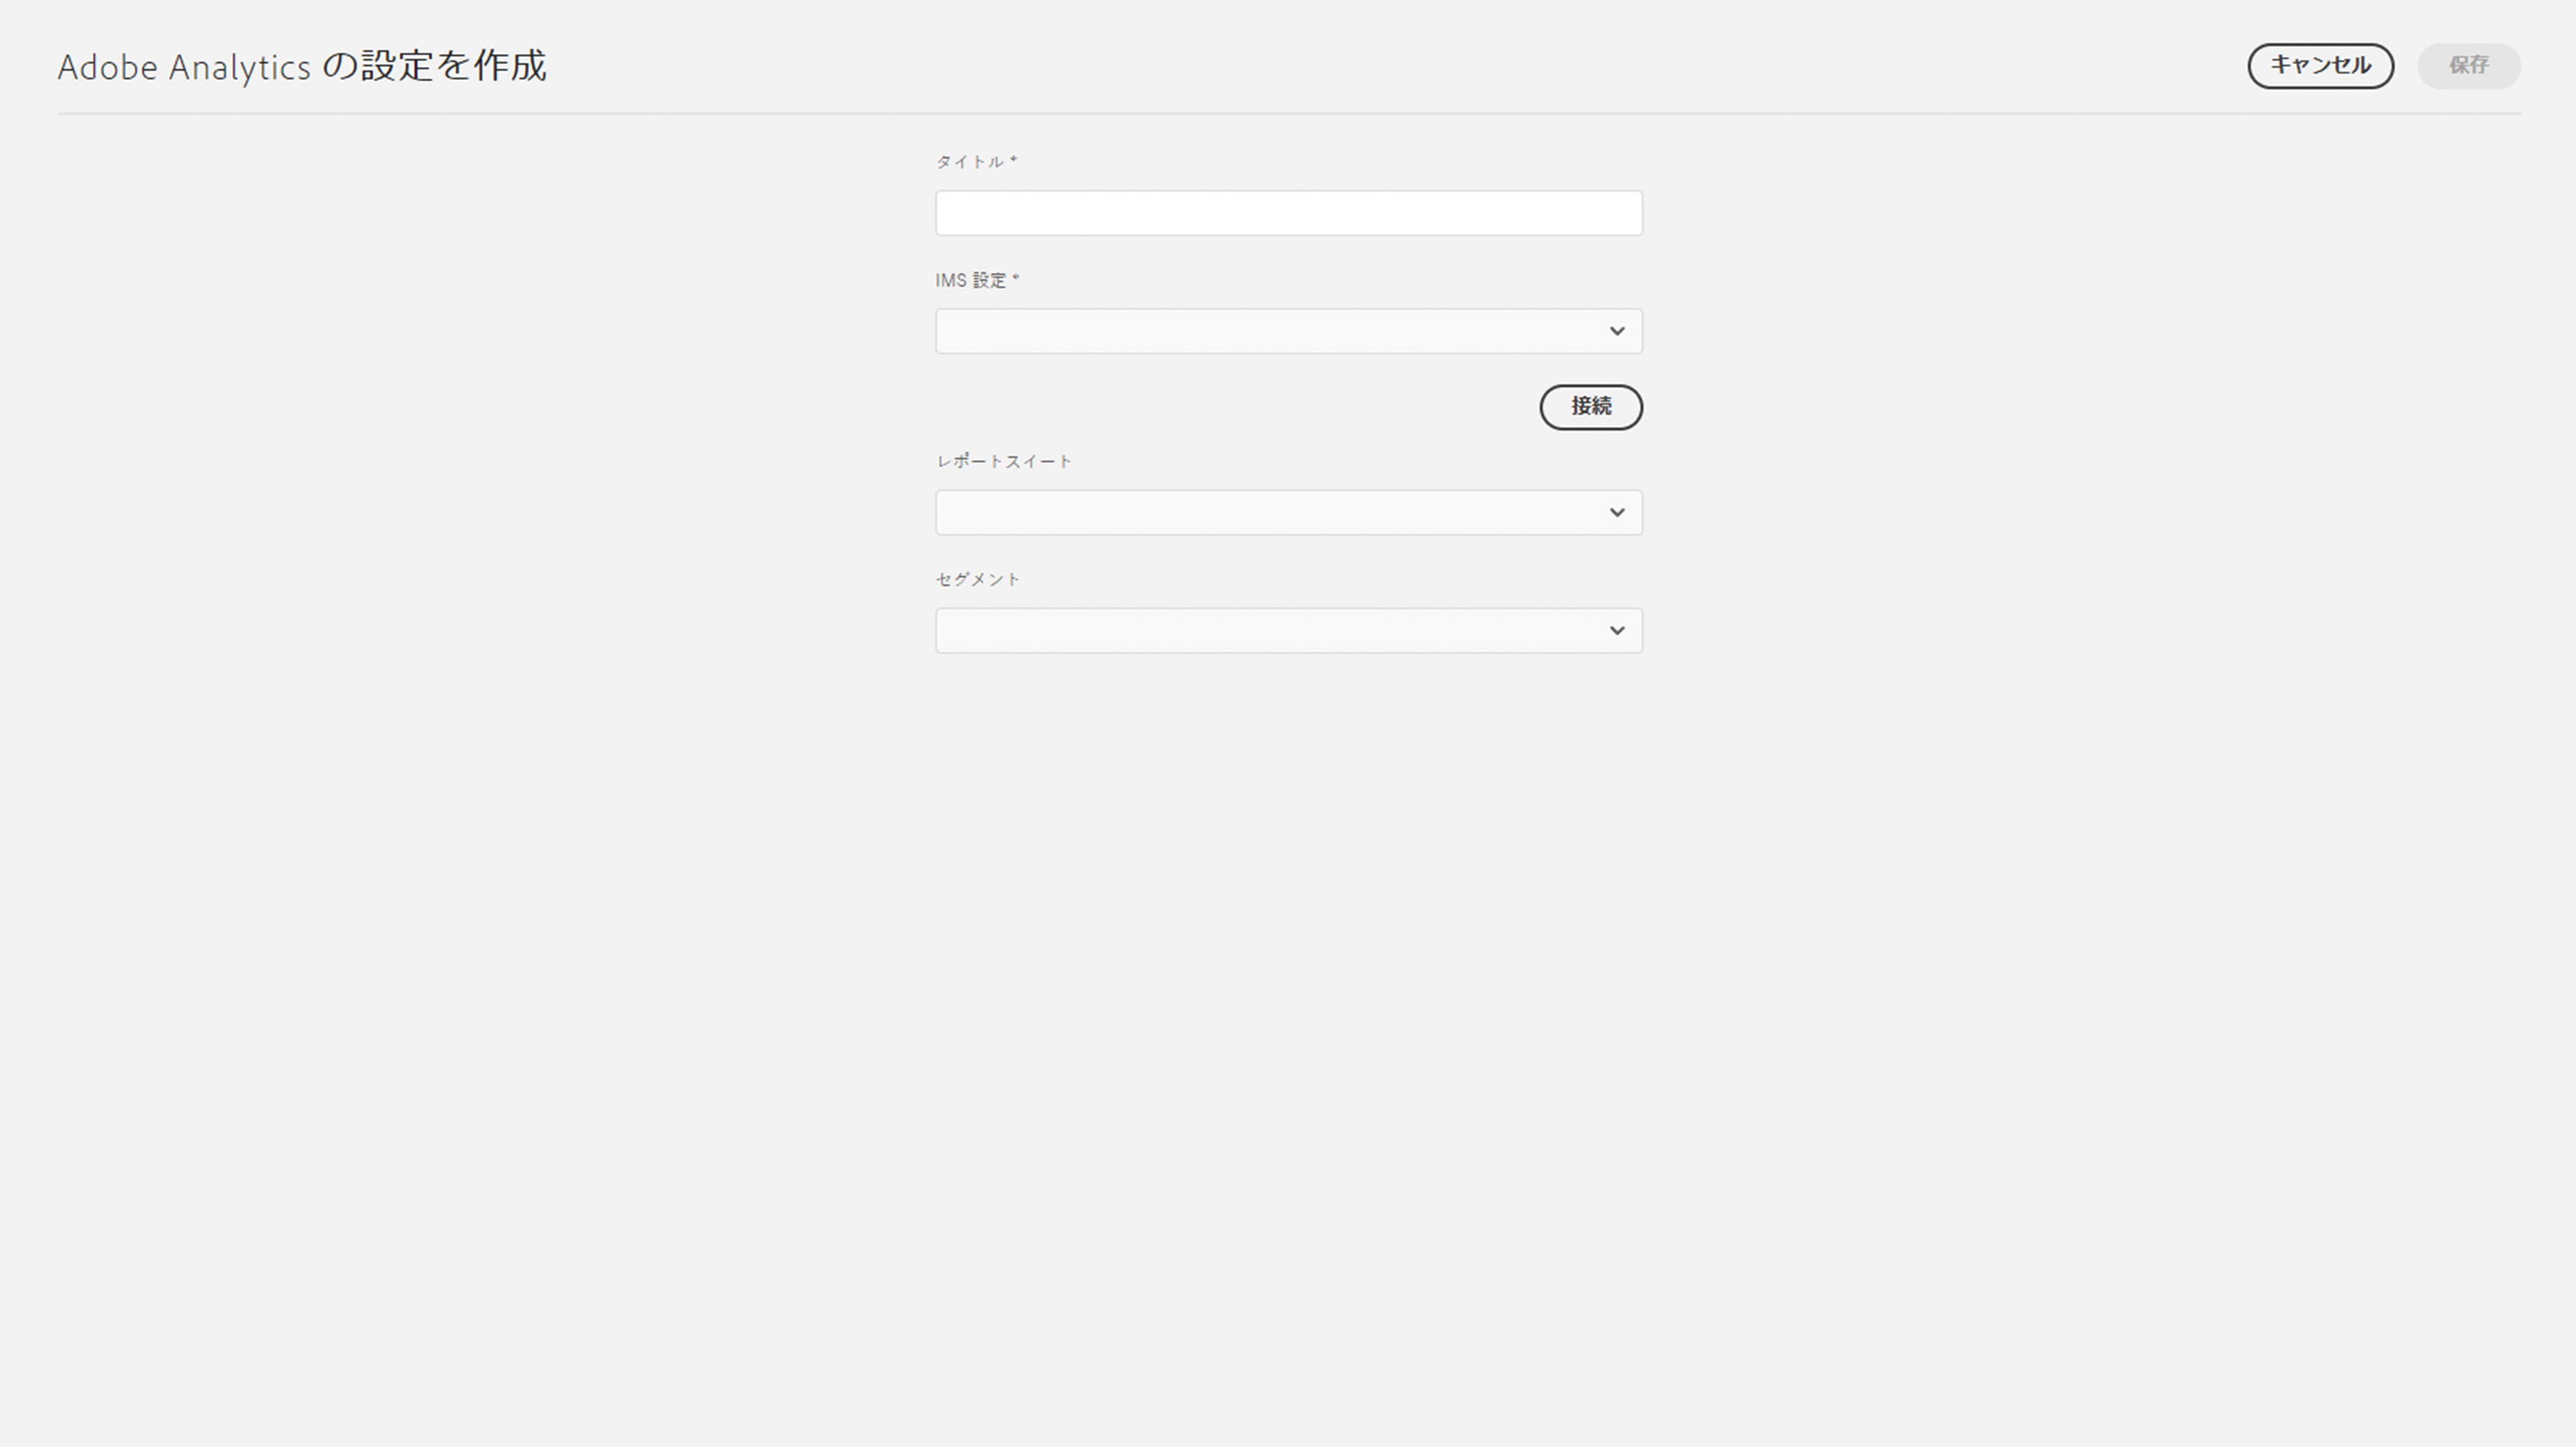 Adobe Analytics の設定を作成
キャンセル
保存
タイトル *
IMS 設定 *
接続
レポートスイート
セグメント